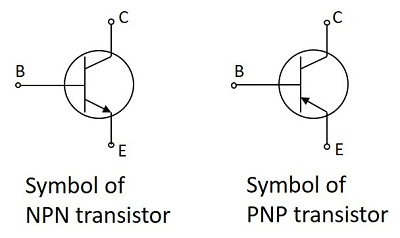 C
B
E
Symbol of
NPN transistor
C
B
E
Symbol of
PNP transistor